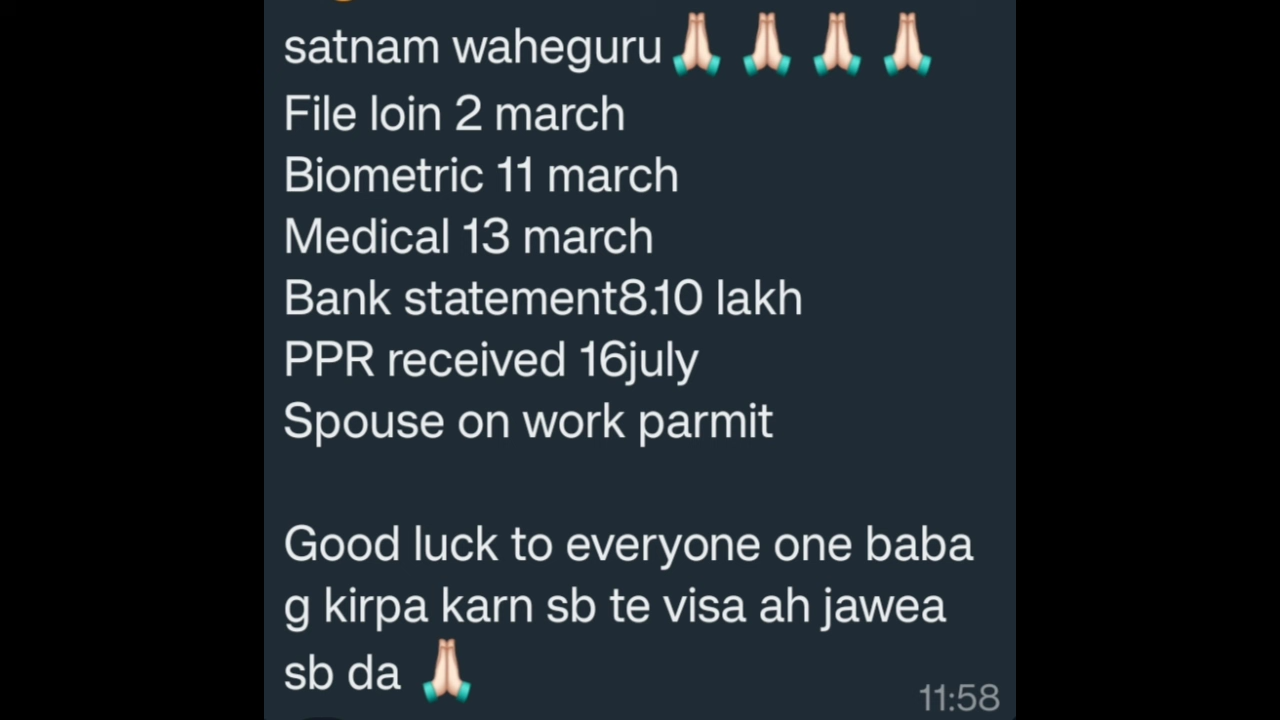 satnam waheguru🙏🏻 🙏🏻 🙏🏻 🙏🏻
File loin 2 march
Biometric 11 march
Medical 13 march
Bank statement8.10 lakh
PPR received 16july
Spouse on work parmit
Good luck to everyone one baba
g kirpa karn sb te visa ah jawea
sb da 🙏🏻
11:58